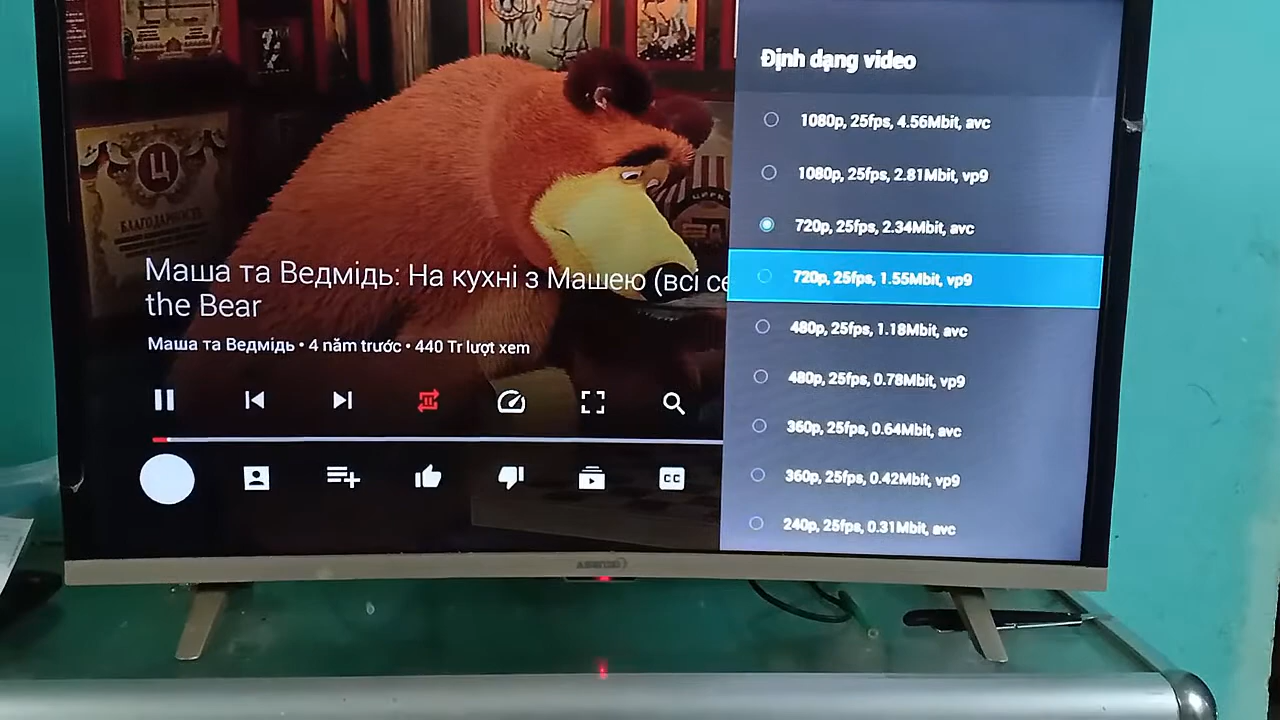 Định dạng video
1080p, 25fps, 4.56Mbit, avc
1080p, 25fps, 2.81Mbit, vp9
720p, 25fps, 2.34Mbit, avc
720p, 25fps, 1.55Mbit, vp9
480p, 25fps, 1.18Mbit, avc
480p, 25fps, 0.78Mbit, vp9
360p, 25fps, 0.64Mbit, avc
360p, 25fps, 0.42Mbit, vp9
240p, 25fps, 0.31Mbit, avc
Ц
БЛАГОДАРНОСТЬ
ЦИРК
Маша та Ведмідь: На кухні з Машею (всі се
the Bear
Маша та Ведмідь • 4 năm trước • 440 Tr lượt xem
CC